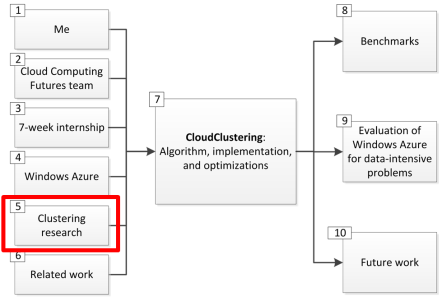 1
Me
2
Cloud Computing
Futures team
3
7-week internship
4
Windows Azure
5
Clustering
research
6
Related work
7
CloudClustering:
Algorithm, implementation,
and optimizations
8
Benchmarks
9
Evaluation of
Windows Azure
for data-intensive
problems
10
Future work